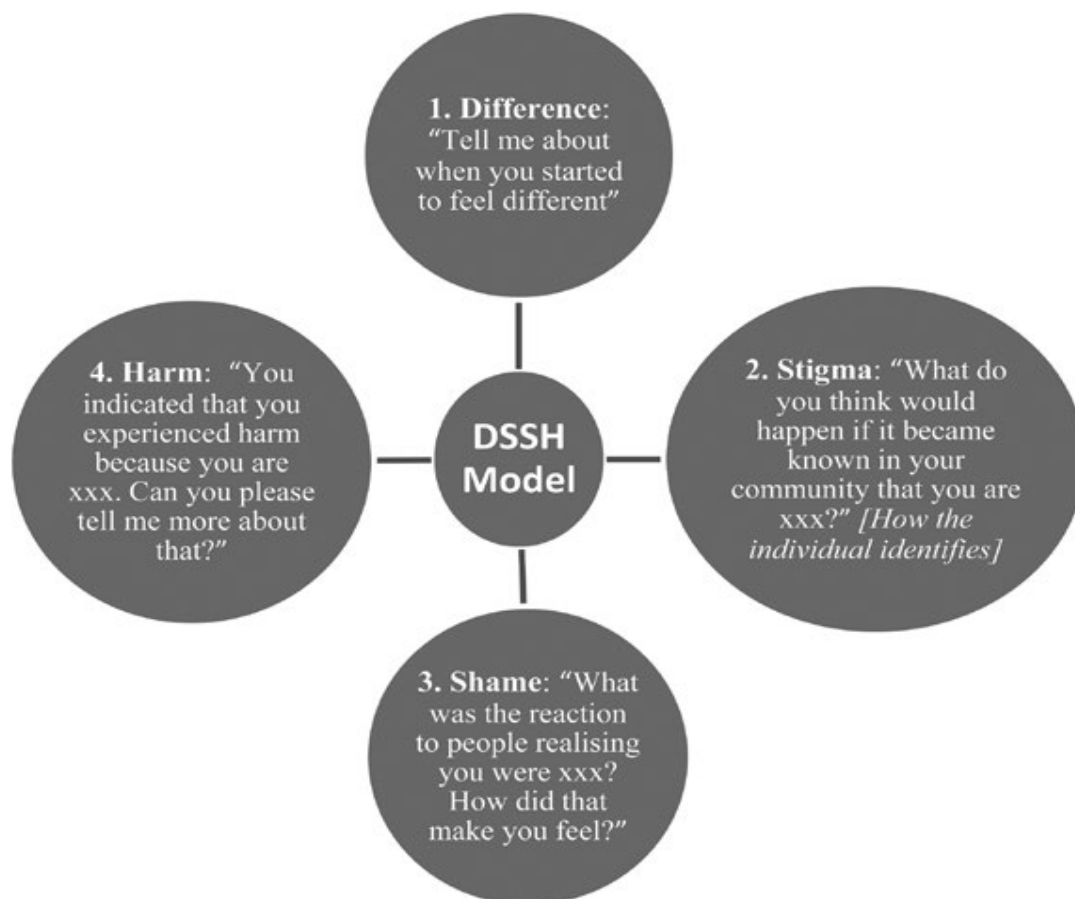 1. Difference:
“Tell me about
when you started
to feel different”
4. Harm: “You
indicated that you
experienced harm
because you are
xxx. Can you please
tell me more about
that?”
DSSH
Model
2. Stigma: “What do
you think would
happen if it became
known in your
community that you are
xxx?” [How the
individual identifies]
3. Shame: “What
was the reaction
to people realising
you were xxx?
How did that
make you feel?”